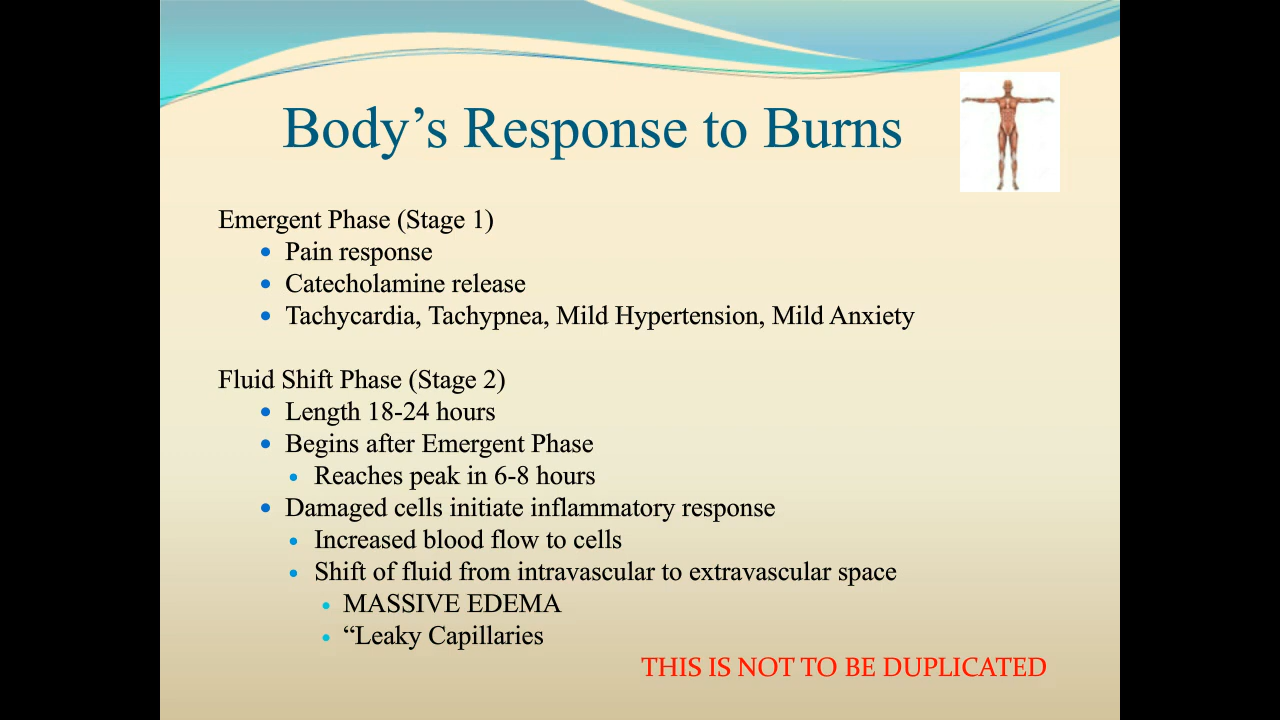 Body’s Response to Burns
Emergent Phase (Stage 1)
Pain response
Catecholamine release
Tachycardia, Tachypnea, Mild Hypertension, Mild Anxiety
Fluid Shift Phase (Stage 2)
Length 18-24 hours
Begins after Emergent Phase
Reaches peak in 6-8 hours
Damaged cells initiate inflammatory response
Increased blood flow to cells
Shift of fluid from intravascular to extravascular space
MASSIVE EDEMA
“Leaky Capillaries
THIS IS NOT TO BE DUPLICATED